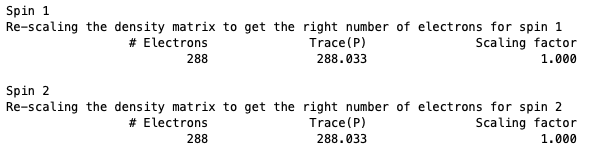 Spin 1
Re-scaling the density matrix to get the right number of electrons for spin 1
# Electrons Trace(P) Scaling factor
288 288.033 1.000
Spin 2
Re-scaling the density matrix to get the right number of electrons for spin 2
# Electrons Trace(P) Scaling factor
288 288.033 1.000